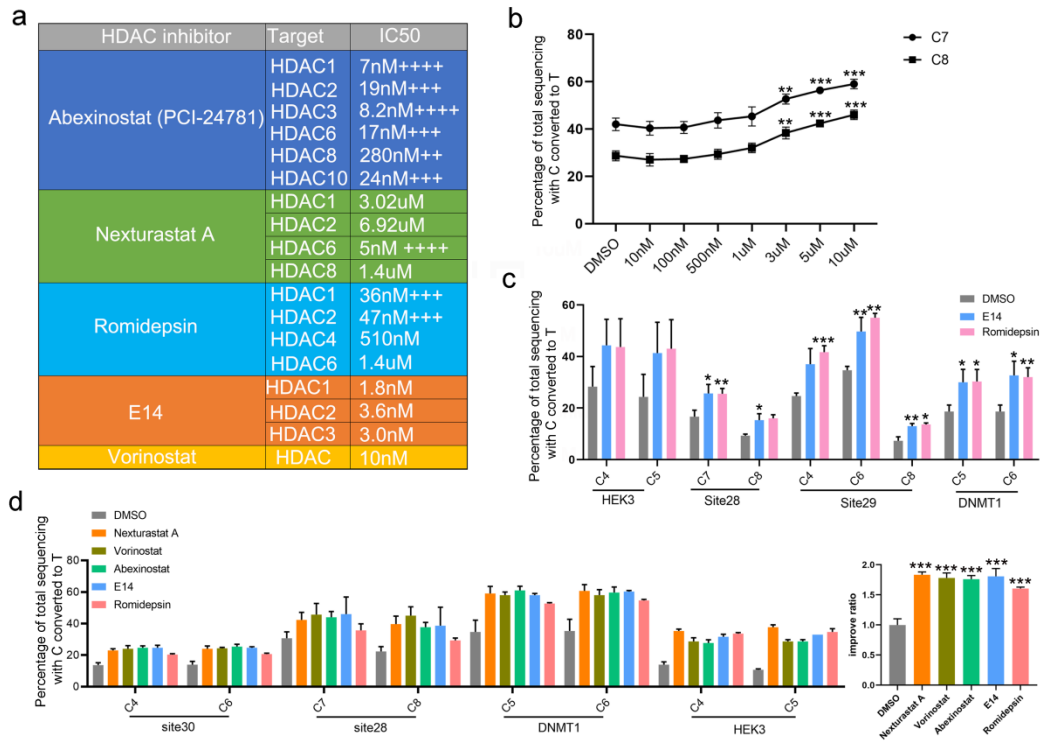 a
HDAC inhibitor Target IC50
Abexinostat (PCI-24781)
HDAC1 7nM++++
HDAC2 19nM+++
HDAC3 8.2nM++++
HDAC6 17nM+++
HDAC8 280nM++
HDAC10 24nM+++
Nexturastat A
HDAC1 3.02uM
HDAC2 6.92uM
HDAC6 5nM ++++
HDAC8 1.4uM
Romidepsin
HDAC1 36nM+++
HDAC2 47nM+++
HDAC4 510nM
HDAC6 1.4uM
E14
HDAC1 1.8nM
HDAC2 3.6nM
HDAC3 3.0nM
Vorinostat HDAC 10nM
b
Percentage of total sequencing
with C converted to T
80
60
40
20
0
C7
C8
** *** ***
** *** ***
DMSO 10nM 100nM 500nM 1uM 3uM 5uM 10uM
c
Percentage of total sequencing
with C converted to T
60
40
20
0
DMSO
E14
Romidepsin
* ** * *** ** ** ** * * * * **
C4 C5 C7 C8 C4 C6 C8 C5 C6
HEK3 Site28 Site29 DNMT1
d
Percentage of total sequencing
with C converted to T
80
60
40
20
0
DMSO
Nexturastat A
Vorinostat
Abexinostat
E14
Romidepsin
C4 C6 C7 C8 C5 C6 C4 C5
site30 site28 DNMT1 HEK3
improve ratio
2.0
1.5
1.0
0.5
0.0
*** *** *** *** ***
DMSO Nexturastat A Vorinostat Abexinostat E14 Romidepsin